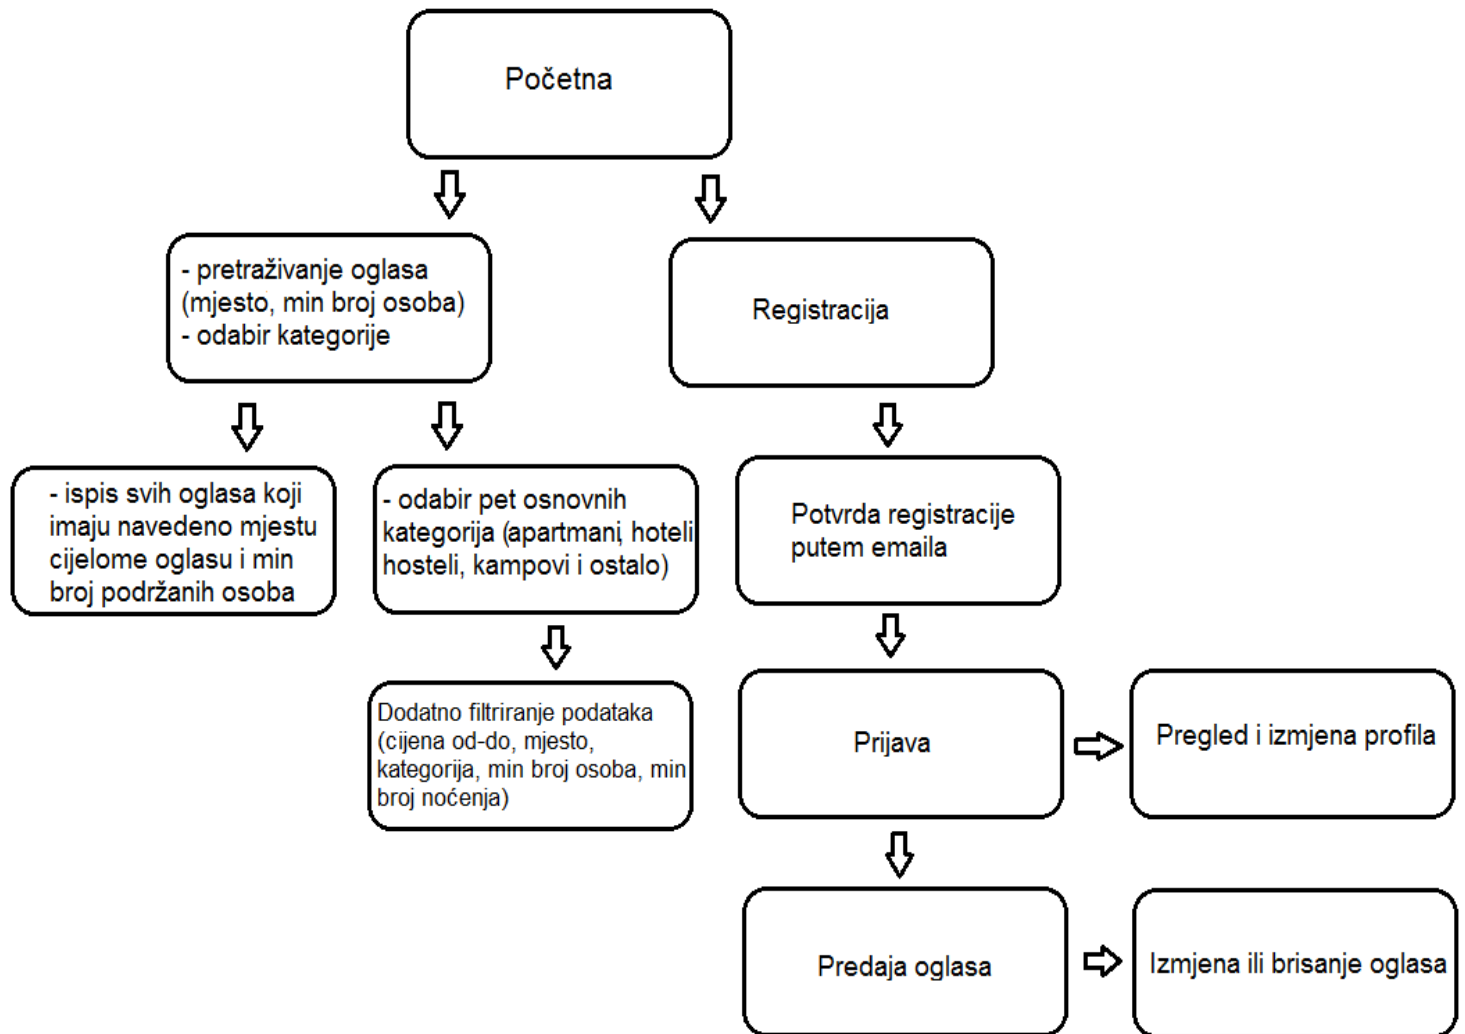 Početna
- pretraživanje oglasa
(mjesto, min broj osoba)
- odabir kategorije
Registracija
- ispis svih oglasa koji
imaju navedeno mjestu
cijelome oglasu i min
broj podržanih osoba
- odabir pet osnovnih
kategorija (apartmani, hoteli
hosteli, kampovi i ostalo)
Potvrda registracije
putem emaila
Dodatno filtriranje podataka
(cijena od-do, mjesto,
kategorija, min broj osoba, min
broj noćenja)
Prijava
Pregled i izmjena profila
Predaja oglasa
Izmjena ili brisanje oglasa